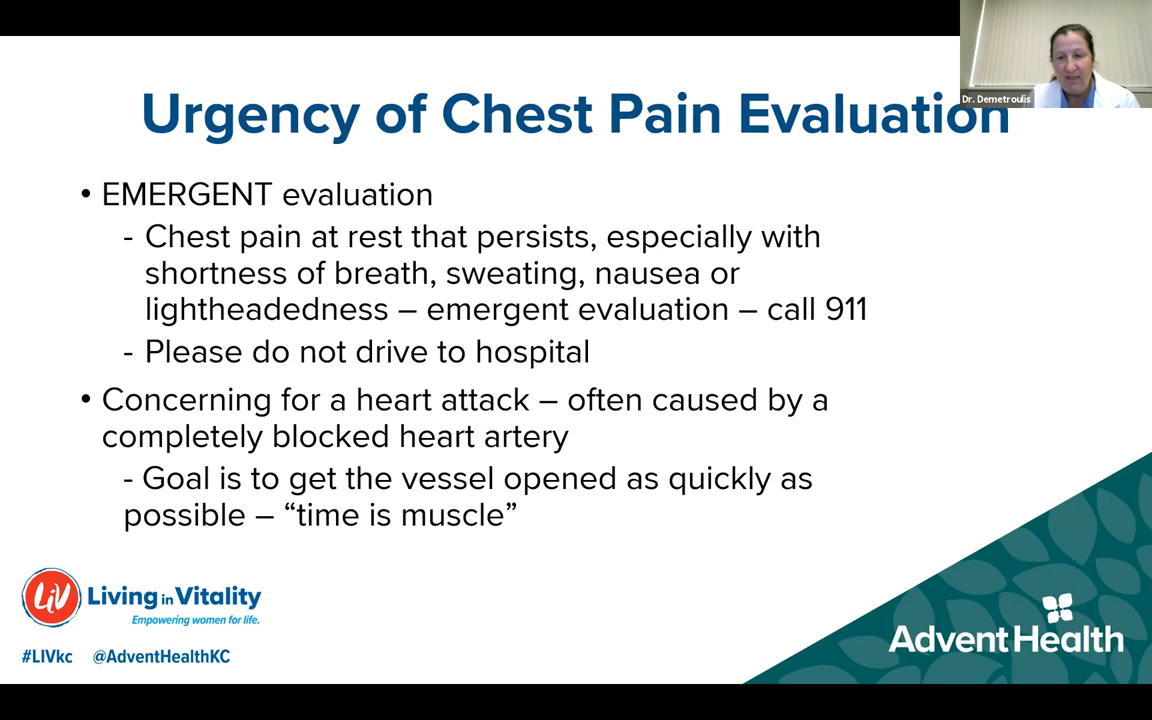 Dr. Demetroulis
Urgency of Chest Pain Evaluation
• EMERGENT evaluation
- Chest pain at rest that persists, especially with
shortness of breath, sweating, nausea or
lightheadedness – emergent evaluation – call 911
- Please do not drive to hospital
• Concerning for a heart attack – often caused by a
completely blocked heart artery
- Goal is to get the vessel opened as quickly as
possible – “time is muscle”
LiV
Living in Vitality
Empowering women for life.
#LIVkc @AdventHealthKC
Advent Health